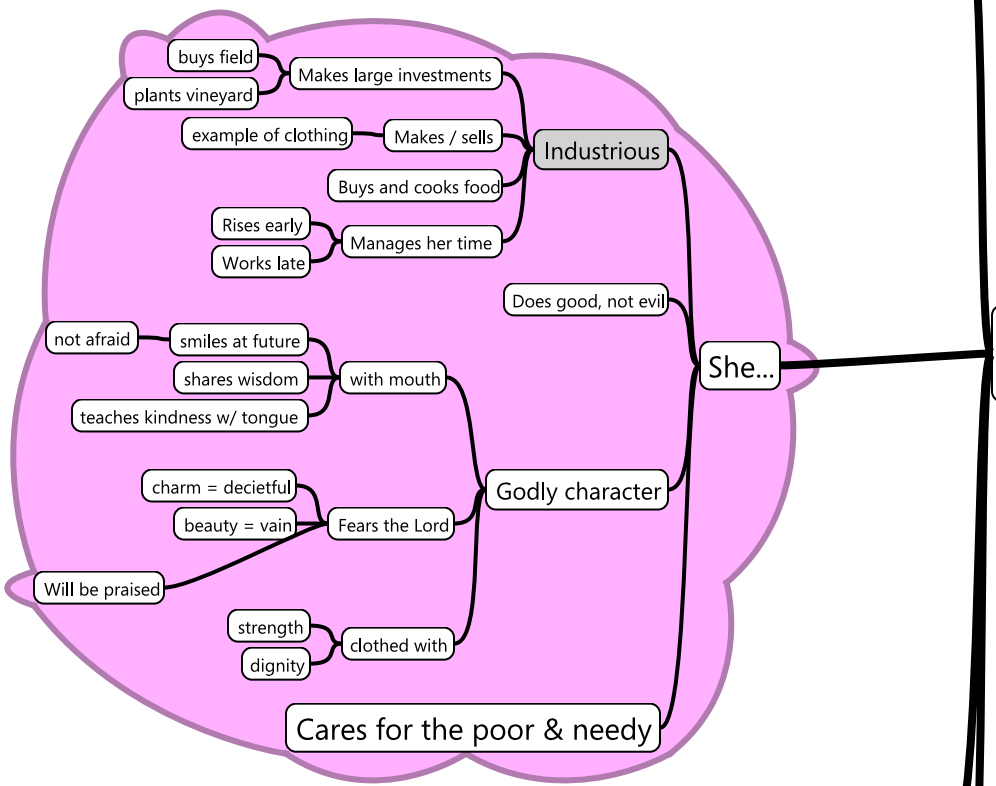 buys field
plants vineyard
Makes large investments
example of clothing
Makes / sells
Industrious
Buys and cooks food
Rises early
Works late
Manages her time
Does good, not evil
She...
not afraid
smiles at future
shares wisdom
teaches kindness w/ tongue
with mouth
Godly character
charm = decietful
beauty = vain
Fears the Lord
Will be praised
strength
dignity
clothed with
Cares for the poor & needy